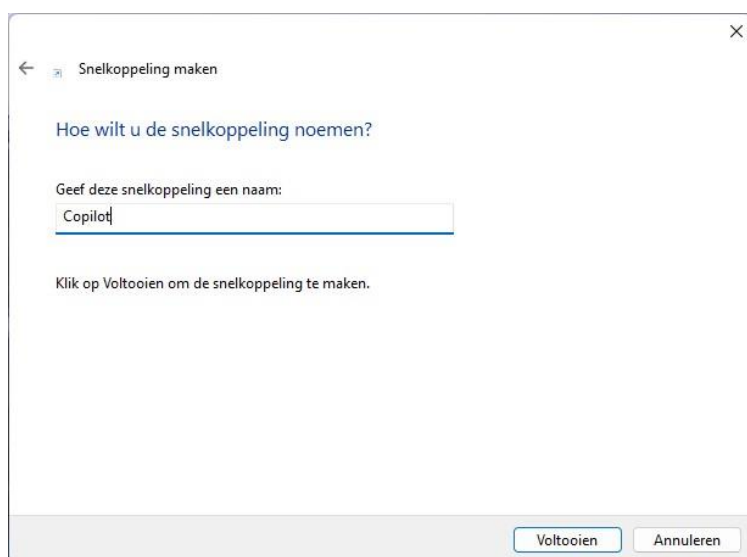 Snelkoppeling maken
Hoe wilt u de snelkoppeling noemen?
Geef deze snelkoppeling een naam:
Copilot
Klik op Voltooien om de snelkoppeling te maken.
Voltooien Annuleren